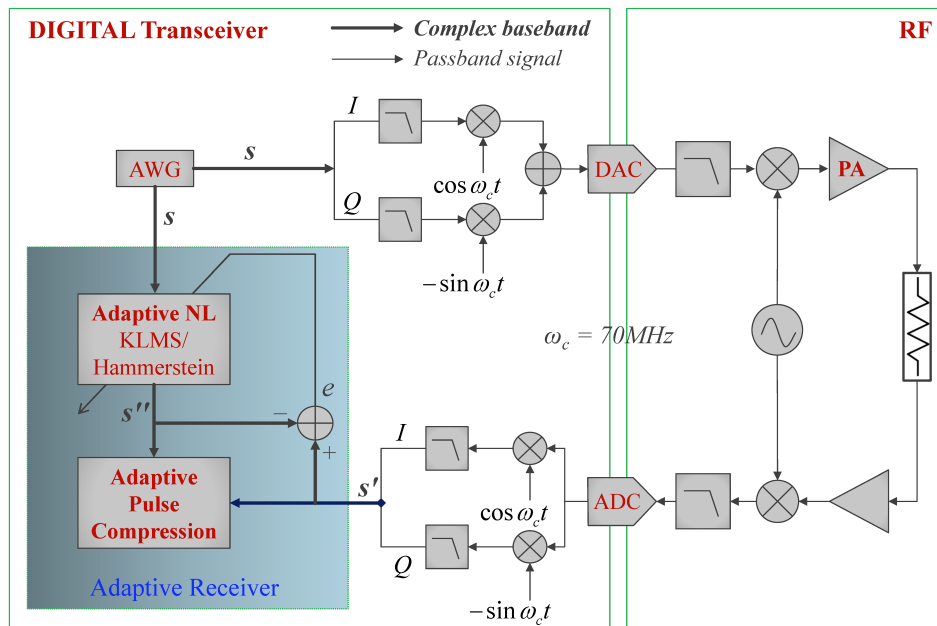 DIGITAL Transceiver
Complex baseband
Passband signal
RF
I
AWG
s
cos ω_c t
DAC
PA
Q
s
−sin ω_c t
Adaptive NL
KLMS/
Hammerstein
ω_c = 70MHz
e
s''
−
+
I
Adaptive
Pulse
Compression
s'
cos ω_c t
ADC
Q
Adaptive Receiver
−sin ω_c t